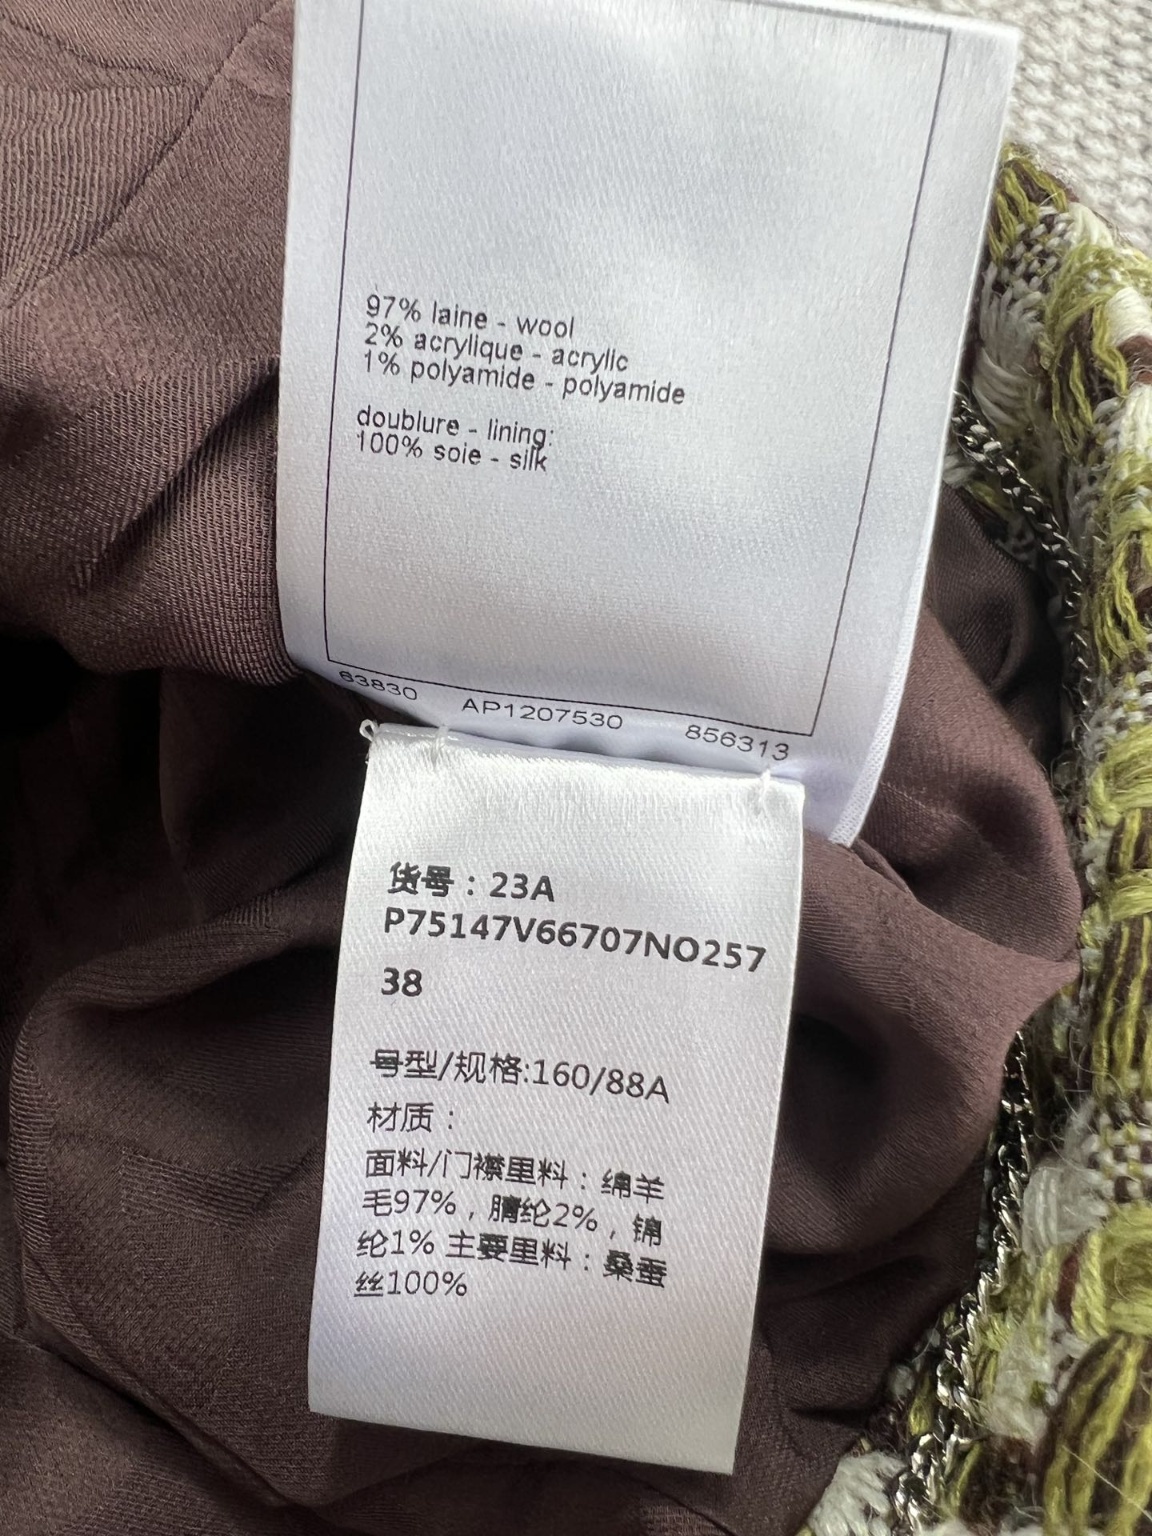 97% laine - wool
2% acrylique - acrylic
1% polyamide - polyamide
doublure - lining:
100% soie - silk
63830 AP1207530 856313
货号：23A
P75147V66707NO257
38
号型/规格:160/88A
材质：
面料/门襟里料：绵羊
毛97%，腈纶2%，锦
纶1% 主要里料：桑蚕
丝100%